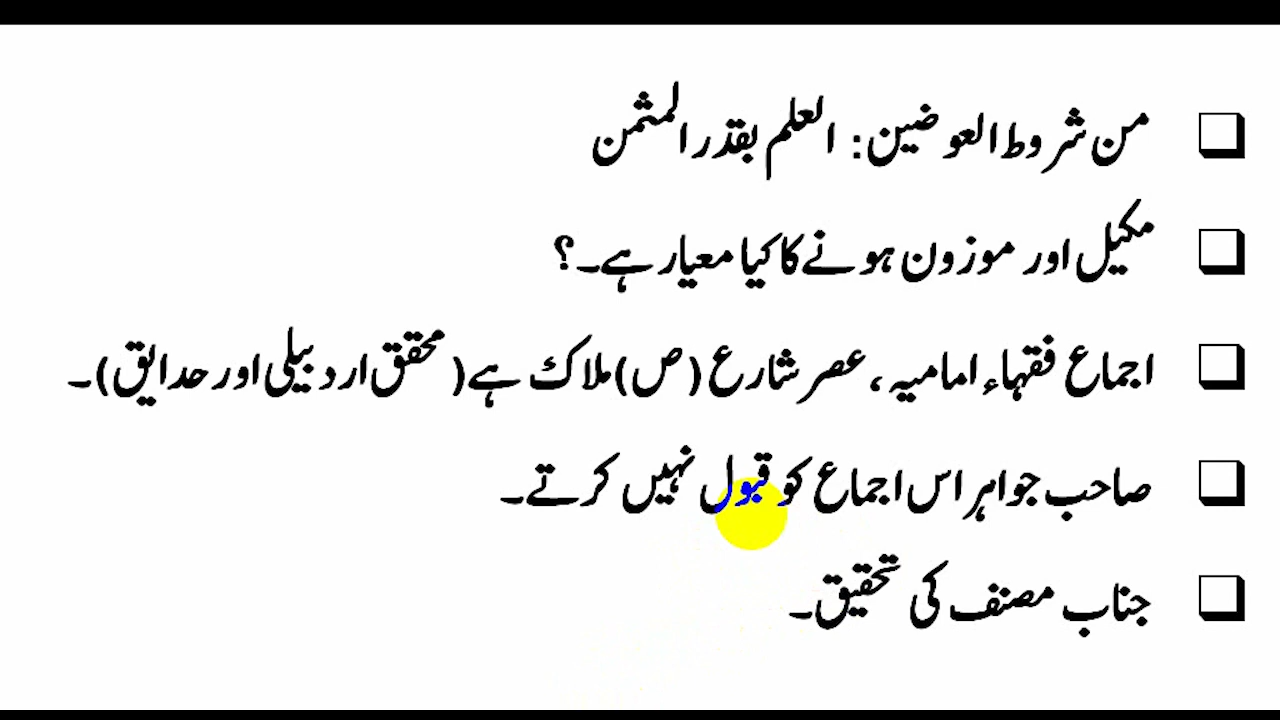 من شروط العوضین: العلم بقدر المثمن
مکیل اور موزون ہونے کا کیا معیار ہے۔؟
اجماع فقہاء امامیہ، عصر شارع (ص) ملاک ہے (محقق اردبیلی اور حدایق)۔
صاحب جواہر اس اجماع کو قبول نہیں کرتے۔
جناب مصنف کی تحقیق۔